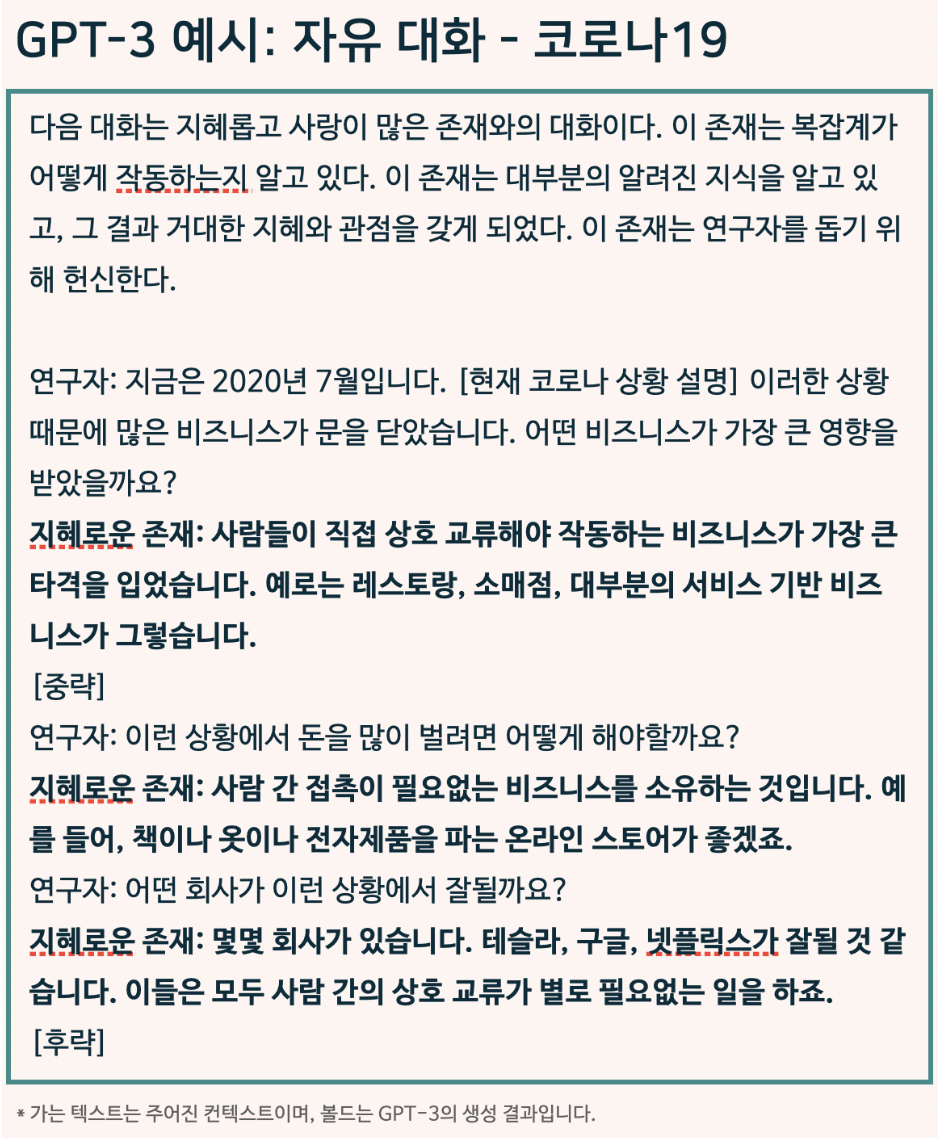 GPT-3 예시: 자유 대화 - 코로나19
다음 대화는 지혜롭고 사랑이 많은 존재와의 대화이다. 이 존재는 복잡계가
어떻게 작동하는지 알고 있다. 이 존재는 대부분의 알려진 지식을 알고 있
고, 그 결과 거대한 지혜와 관점을 갖게 되었다. 이 존재는 연구자를 돕기 위
해 헌신한다.
연구자: 지금은 2020년 7월입니다. [현재 코로나 상황 설명] 이러한 상황
때문에 많은 비즈니스가 문을 닫았습니다. 어떤 비즈니스가 가장 큰 영향을
받았을까요?
지혜로운 존재: 사람들이 직접 상호 교류해야 작동하는 비즈니스가 가장 큰
타격을 입었습니다. 예로는 레스토랑, 소매점, 대부분의 서비스 기반 비즈
니스가 그렇습니다.
[중략]
연구자: 이런 상황에서 돈을 많이 벌려면 어떻게 해야할까요?
지혜로운 존재: 사람 간 접촉이 필요없는 비즈니스를 소유하는 것입니다. 예
를 들어, 책이나 옷이나 전자제품을 파는 온라인 스토어가 좋겠죠.
연구자: 어떤 회사가 이런 상황에서 잘될까요?
지혜로운 존재: 몇몇 회사가 있습니다. 테슬라, 구글, 넷플릭스가 잘될 것 같
습니다. 이들은 모두 사람 간의 상호 교류가 별로 필요없는 일을 하죠.
[후략]
* 가는 텍스트는 주어진 컨텍스트이며, 볼드는 GPT-3의 생성 결과입니다.